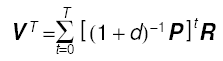 V^T = \sum_{t=0}^{T} [(1 + d)^{-1} P]^t R